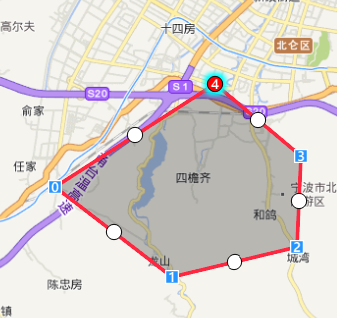 高尔夫
十四房
北仑区
S20
S1
4
S20
俞家
任家
3
四檐齐
0
宁波市北
游区
和鸽
2
城湾
龙山
1
陈忠房
镇